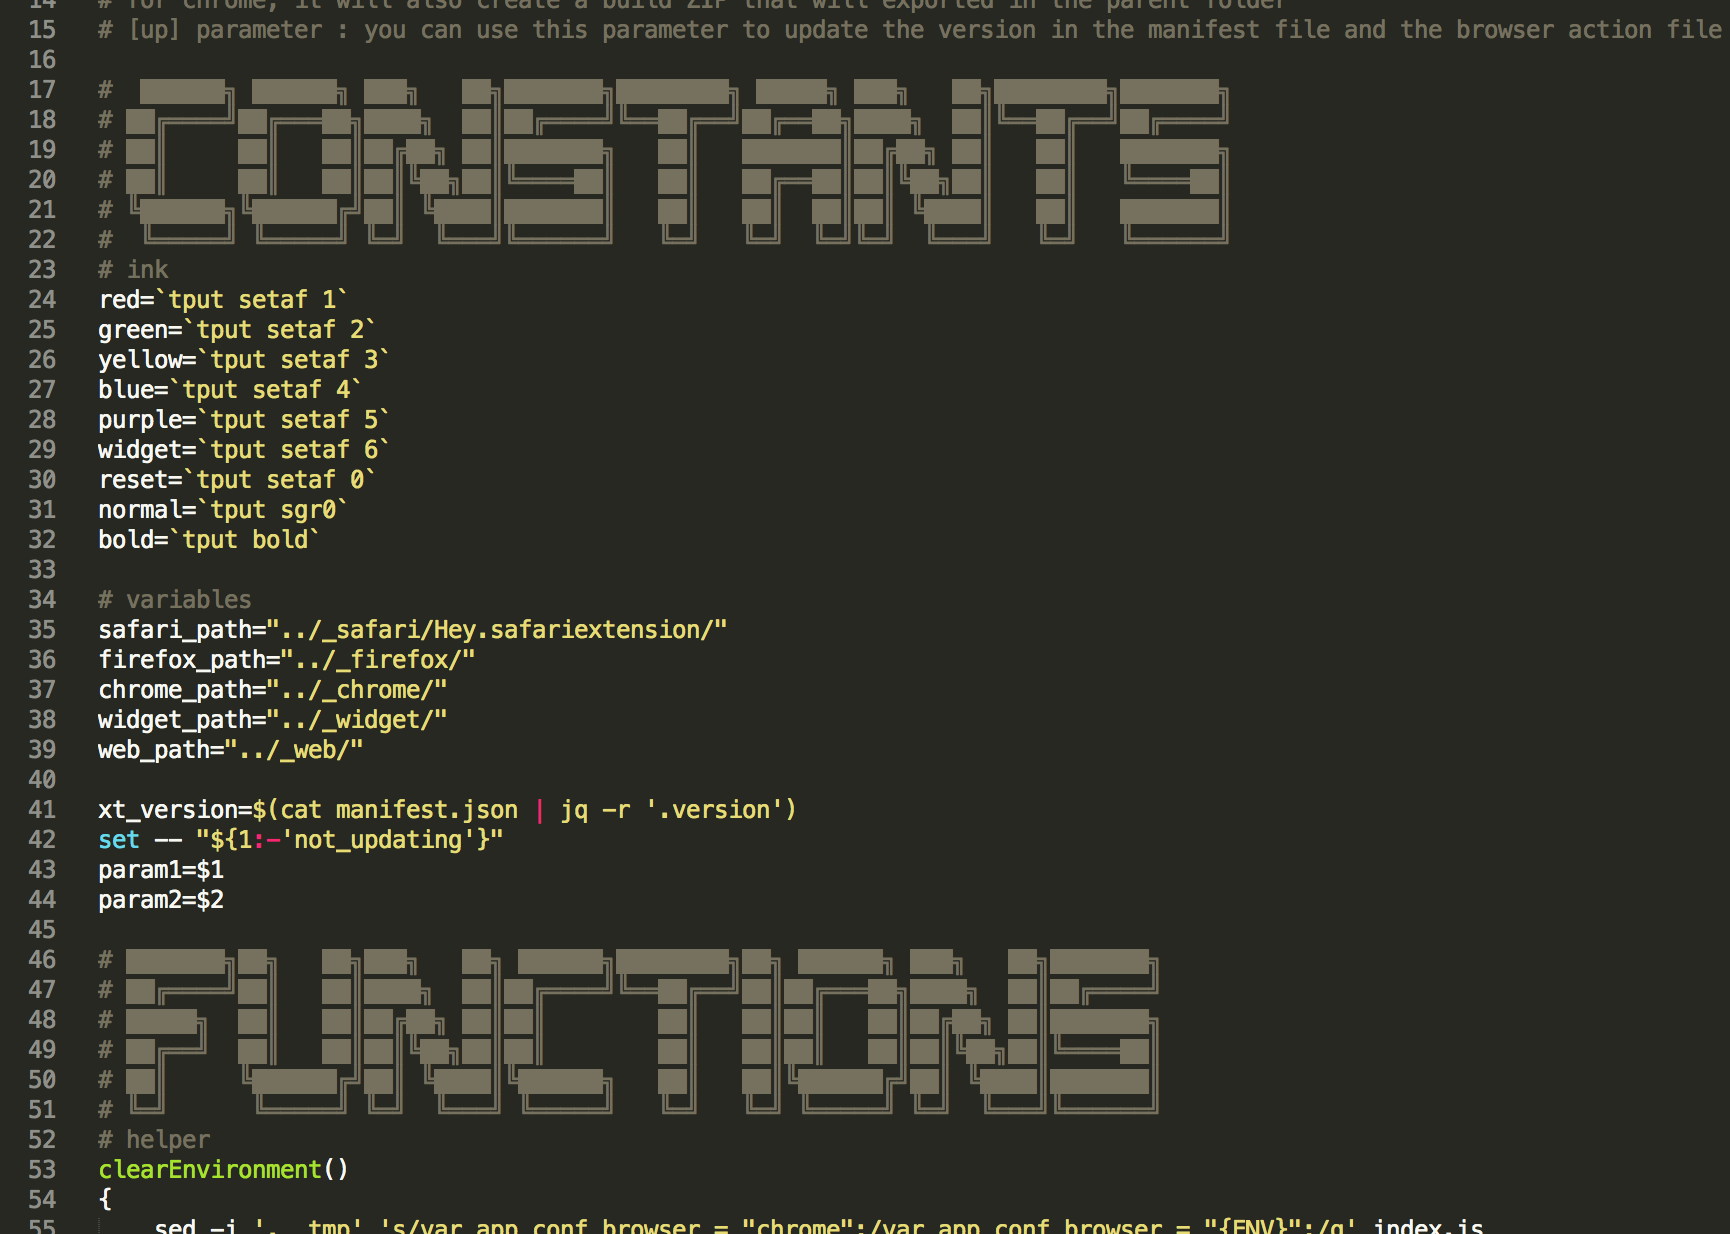 14 # for chrome, it will also create a build ZIP that will exported in the parent folder
15 # [up] parameter : you can use this parameter to update the version in the manifest file and the browser action file
16
17 #
18 #
19 # CONSTANTS
20 #
21 #
22 #
23 # ink
24 red=`tput setaf 1`
25 green=`tput setaf 2`
26 yellow=`tput setaf 3`
27 blue=`tput setaf 4`
28 purple=`tput setaf 5`
29 widget=`tput setaf 6`
30 reset=`tput setaf 0`
31 normal=`tput sgr0`
32 bold=`tput bold`
33
34 # variables
35 safari_path="../_safari/Hey.safariextension/"
36 firefox_path="../_firefox/"
37 chrome_path="../_chrome/"
38 widget_path="../_widget/"
39 web_path="../_web/"
40
41 xt_version=$(cat manifest.json | jq -r '.version')
42 set -- "${1:-'not_updating'}"
43 param1=$1
44 param2=$2
45
46 #
47 #
48 # FUNCTIONS
49 #
50 #
51 #
52 # helper
53 clearEnvironment()
54 {
55 sed -i '. tmp' 's/var app_conf_browser = "chrome";/var app_conf_browser = "{ENV}";/g' index.js